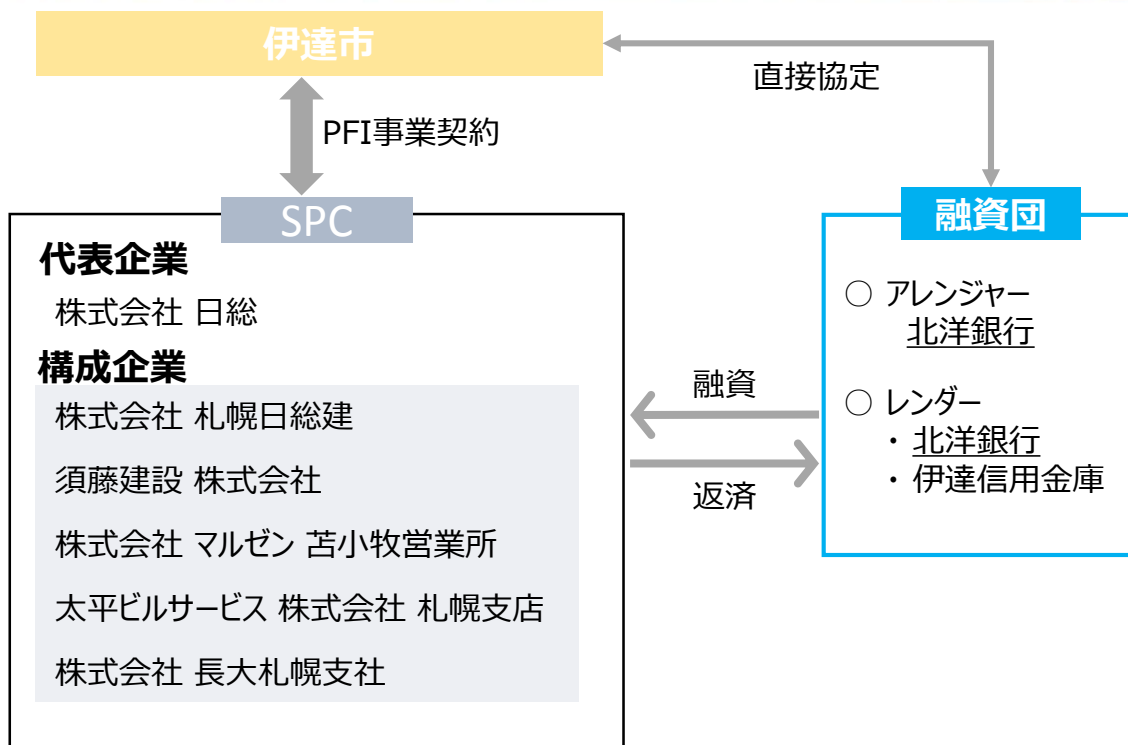 伊達市
直接協定
PFI事業契約
SPC
代表企業
株式会社 日総
構成企業
株式会社 札幌日総建
須藤建設 株式会社
株式会社 マルゼン 苫小牧営業所
太平ビルサービス 株式会社 札幌支店
株式会社 長大札幌支社
融資
返済
融資団
○ アレンジャー
北洋銀行
○ レンダー
・ 北洋銀行
・ 伊達信用金庫